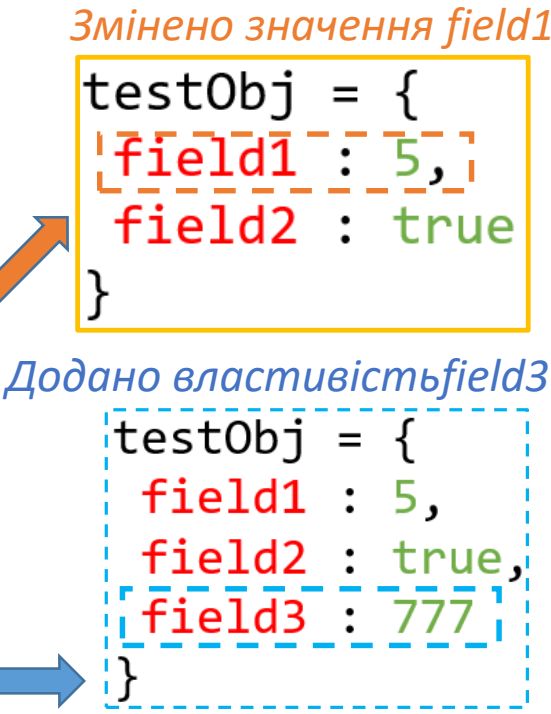 Змінено значення field1
testObj = {
field1 : 5,
field2 : true
}
Додано властивістьfield3
testObj = {
field1 : 5,
field2 : true,
field3 : 777
}